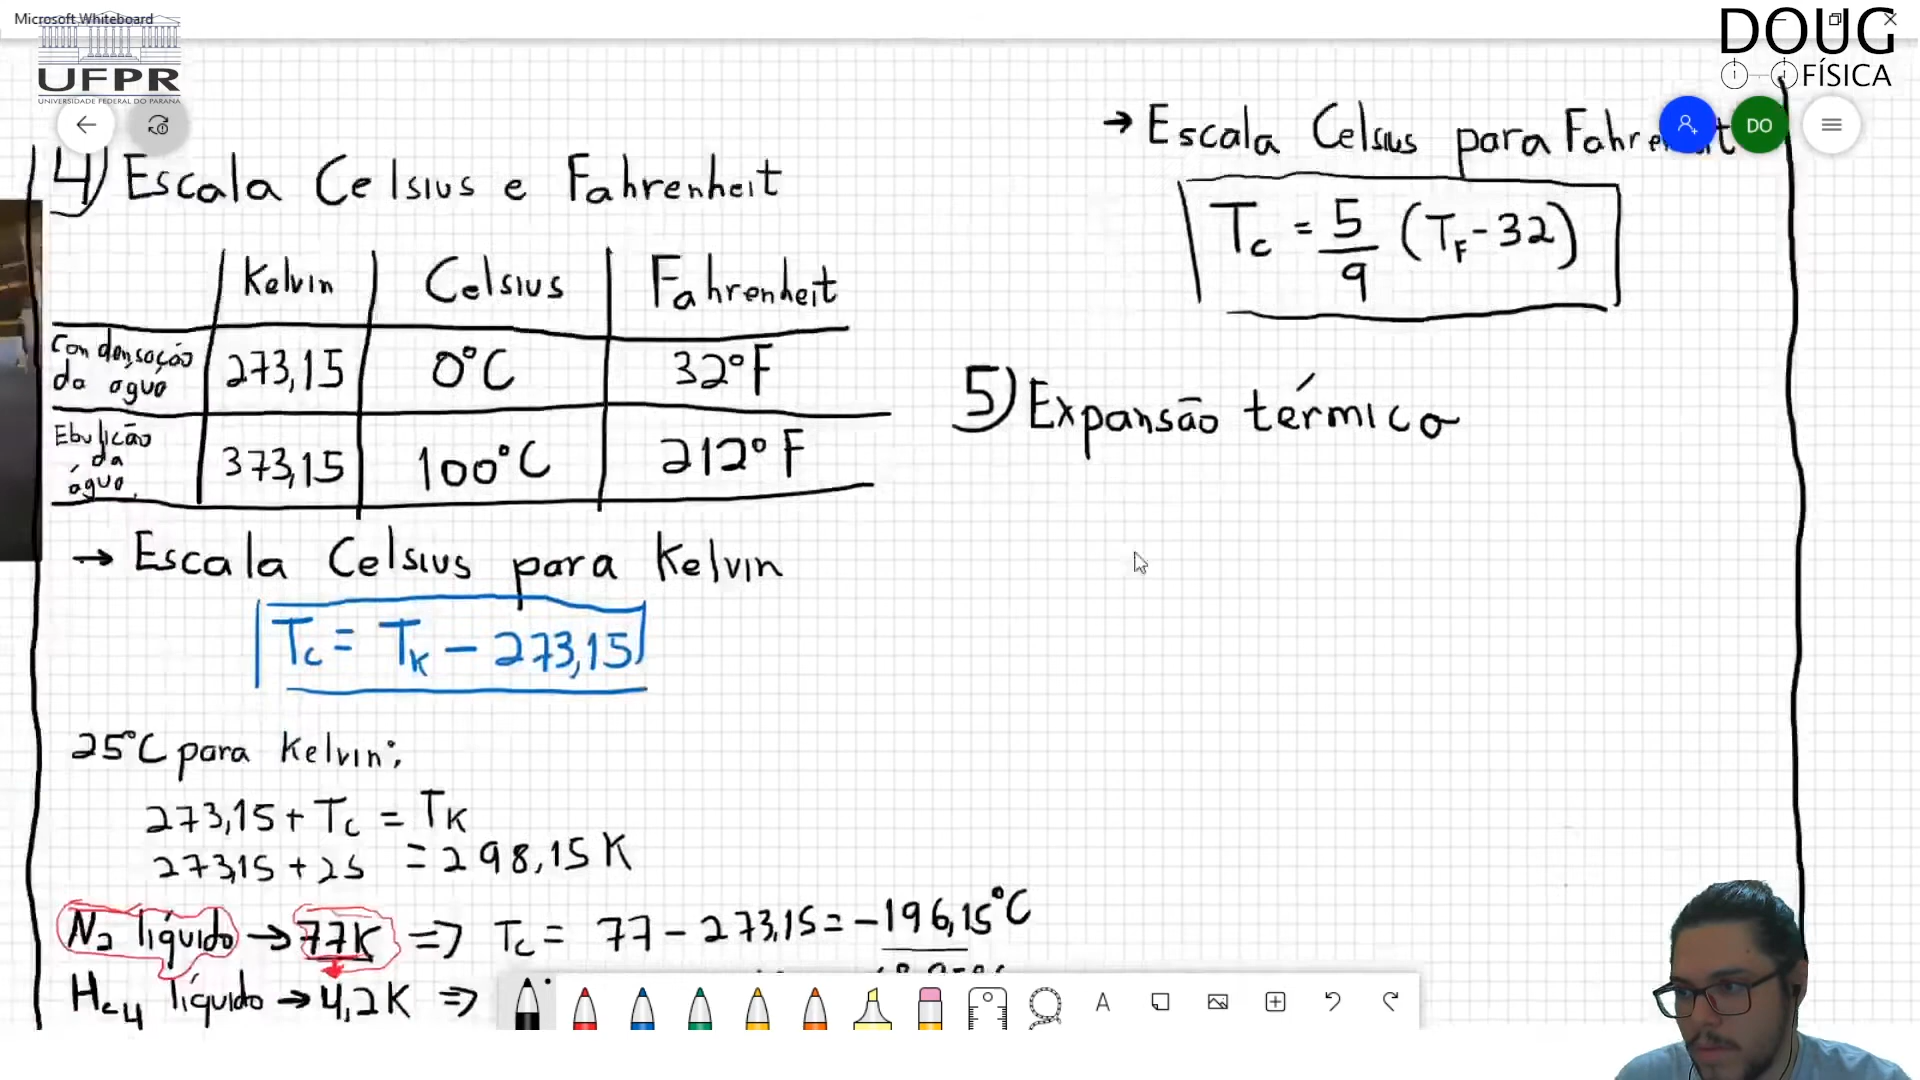 Microsoft Whiteboard
UFPR
UNIVERSIDADE FEDERAL DO PARANÁ
DOUG
FÍSICA
DO
4) Escala Celsius e Fahrenheit
Kelvin Celsius Fahrenheit
Condensação da água 273,15 0°C 32°F
Ebulição da água 373,15 100°C 212°F
→ Escala Celsius para Kelvin
Tc = TK - 273,15
25°C para Kelvin:
273,15 + Tc = TK
273,15 + 25 = 298,15 K
N2 líquido → 77K => Tc = 77 - 273,15 = -196,15°C
líquido → 4,2K =>
→ Escala Celsius para
Tc = 5/9 (TF - 32)
5) Expansão térmica
A